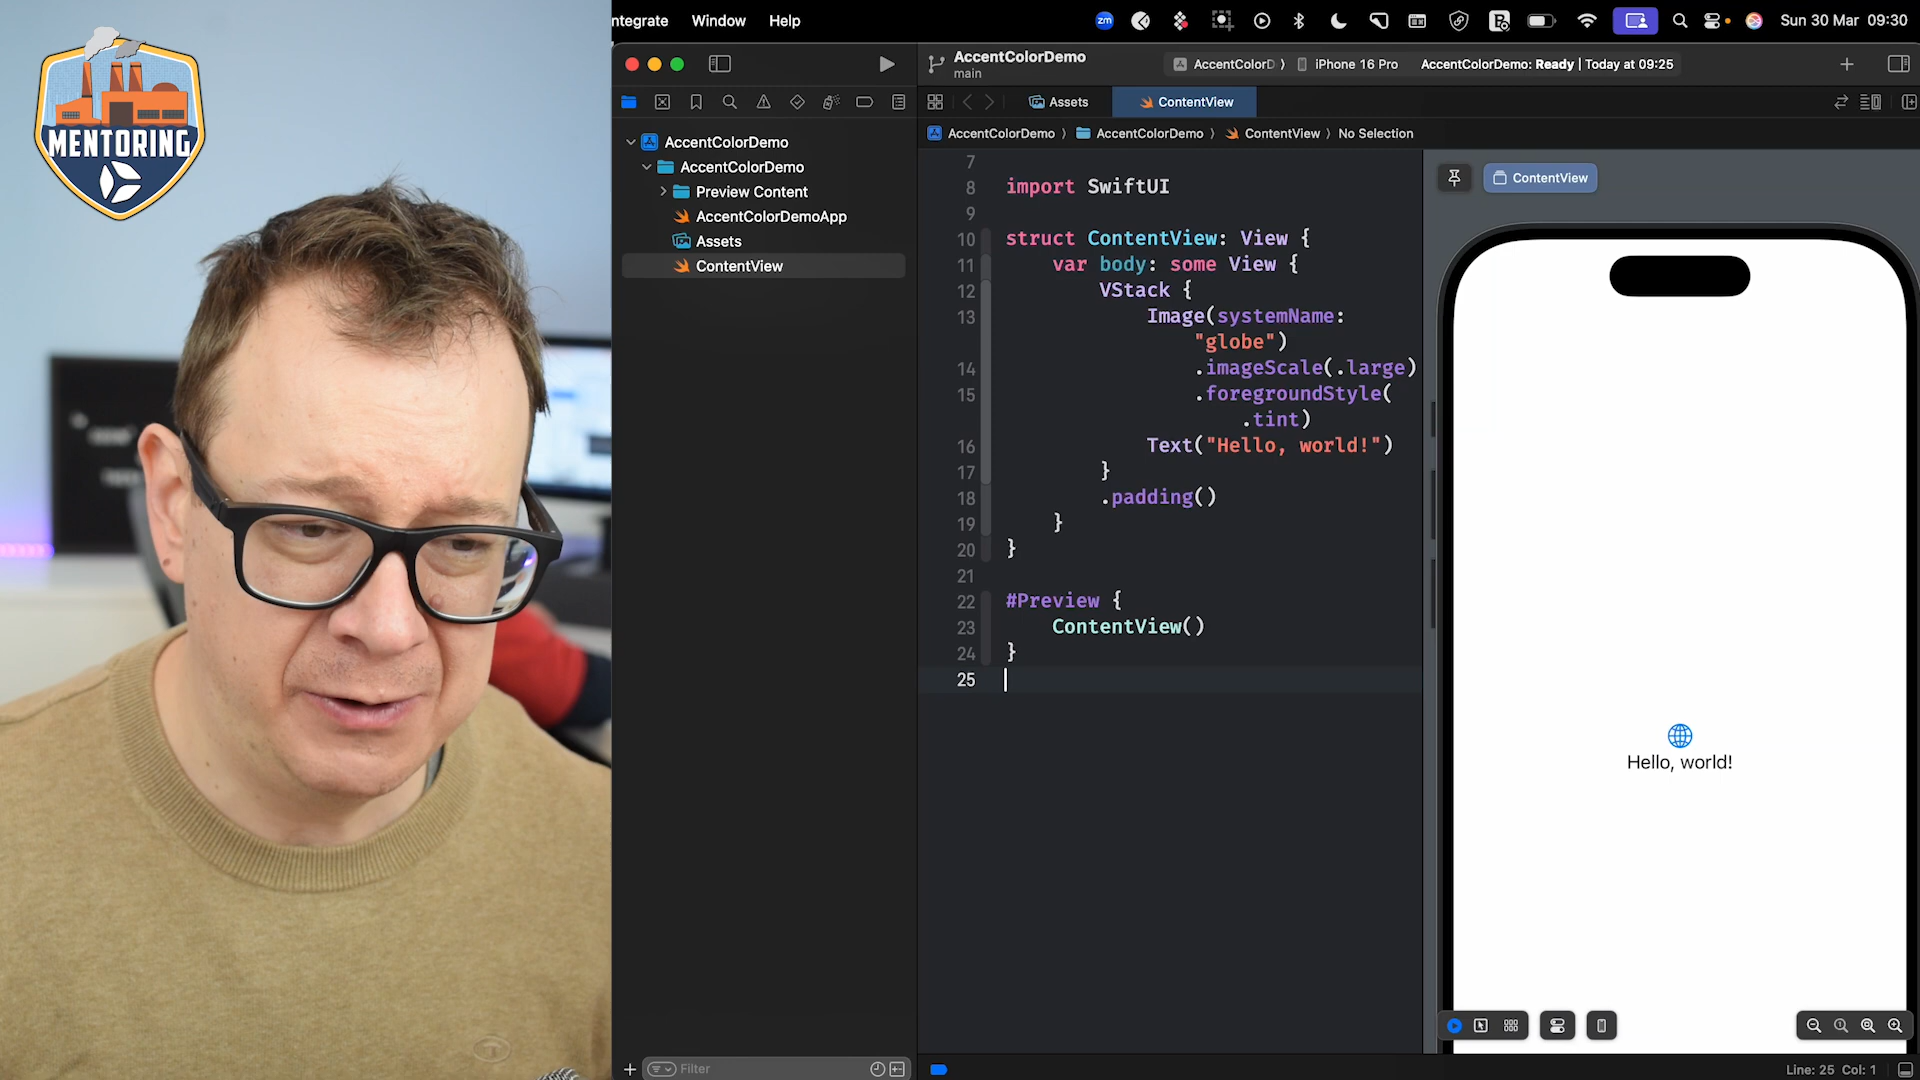 MENTORING
ntegrate Window Help
zm
Sun 30 Mar 09:30
AccentColorDemo
main
AccentColorD
iPhone 16 Pro
AccentColorDemo: Ready | Today at 09:25
Assets
ContentView
AccentColorDemo
AccentColorDemo
ContentView
No Selection
AccentColorDemo
AccentColorDemo
Preview Content
AccentColorDemoApp
Assets
ContentView
7
8 import SwiftUI
9
10 struct ContentView: View {
11 var body: some View {
12 VStack {
13 Image(systemName:
"globe")
14 .imageScale(.large)
15 .foregroundStyle(
.tint)
16 Text("Hello, world!")
17 }
18 .padding()
19 }
20 }
21
22 #Preview {
23 ContentView()
24 }
25
ContentView
Hello, world!
Filter
Line: 25 Col: 1